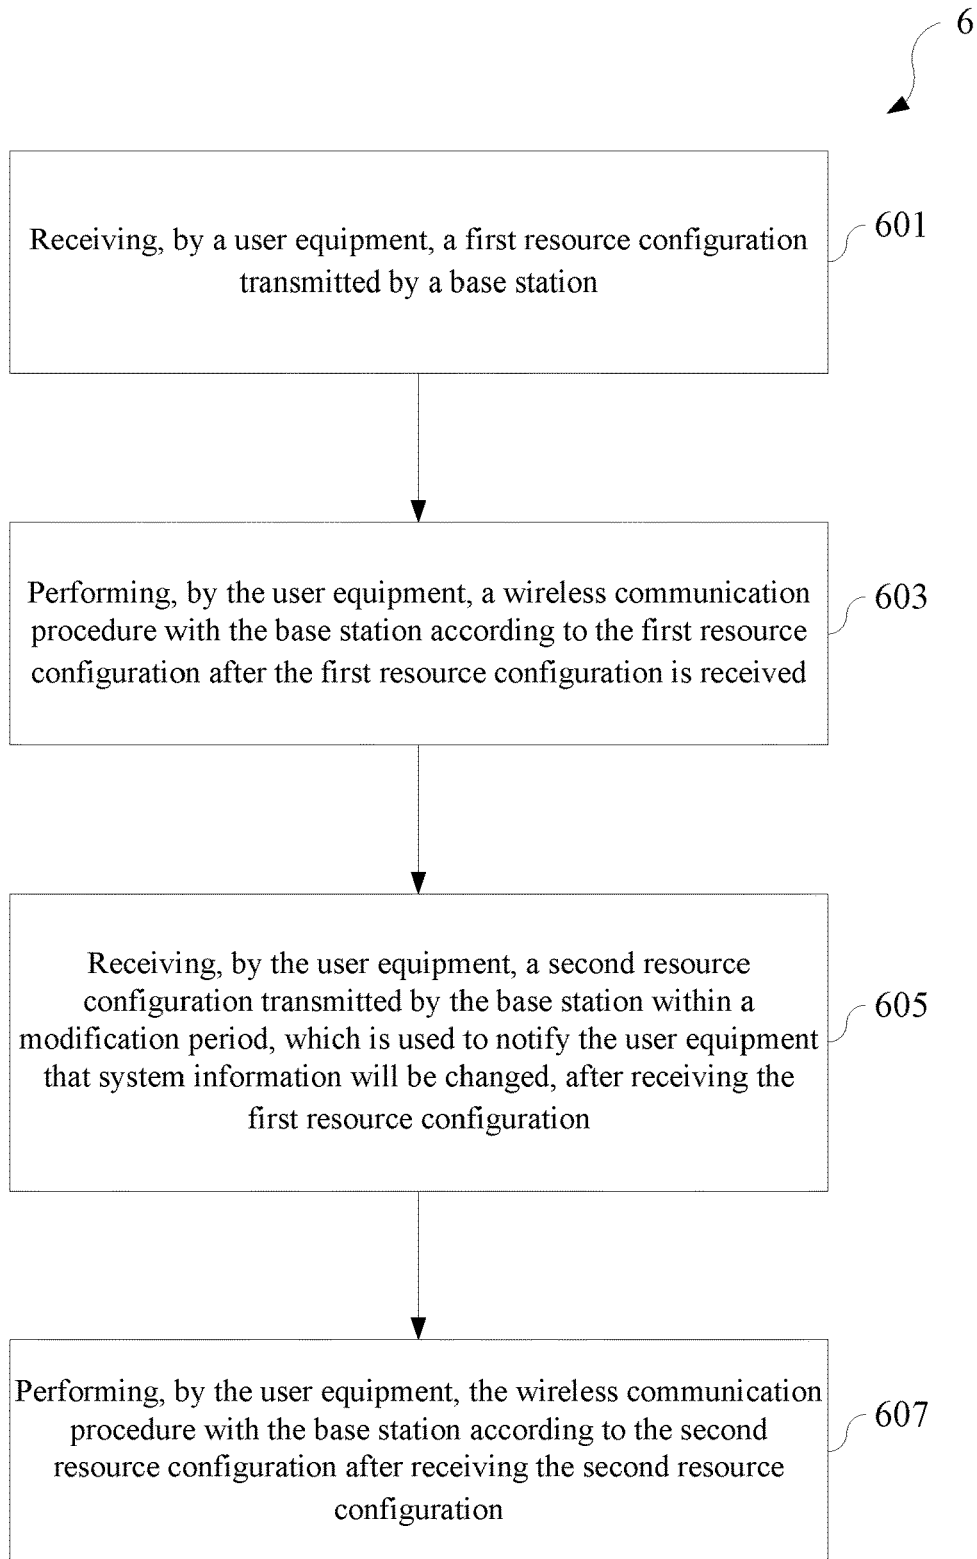 6
Receiving, by a user equipment, a first resource configuration
transmitted by a base station
601
Performing, by the user equipment, a wireless communication
procedure with the base station according to the first resource
configuration after the first resource configuration is received
603
Receiving, by the user equipment, a second resource
configuration transmitted by the base station within a
modification period, which is used to notify the user equipment
that system information will be changed, after receiving the
first resource configuration
605
Performing, by the user equipment, the wireless communication
procedure with the base station according to the second
resource configuration after receiving the second resource
configuration
607